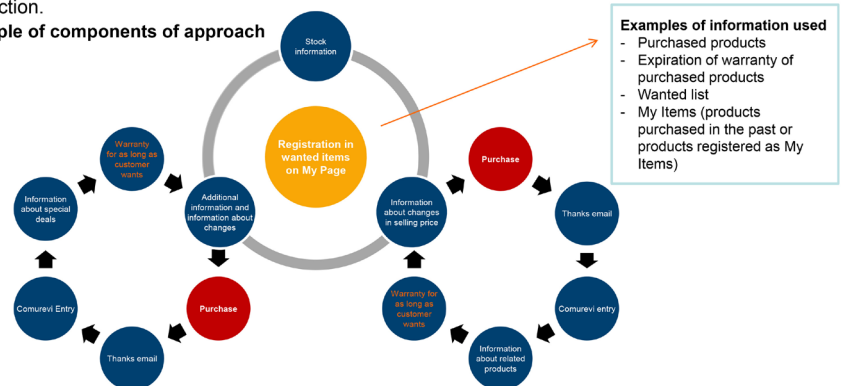 ction.
ple of components of approach
Stock
information
Examples of information used
- Purchased products
- Expiration of warranty of
purchased products
- Wanted list
- My Items (products
purchased in the past or
products registered as My
Items)
Registration in
wanted items
on My Page
Warranty
for as long as
customer
wants
Purchase
Information
about special
deals
Additional
information and
information about
changes
Information
about changes
in selling price
Thanks email
Comurevi Entry
Purchase
Warranty for
as long as
customer
wants
Comurevi entry
Thanks email
Information
about related
products